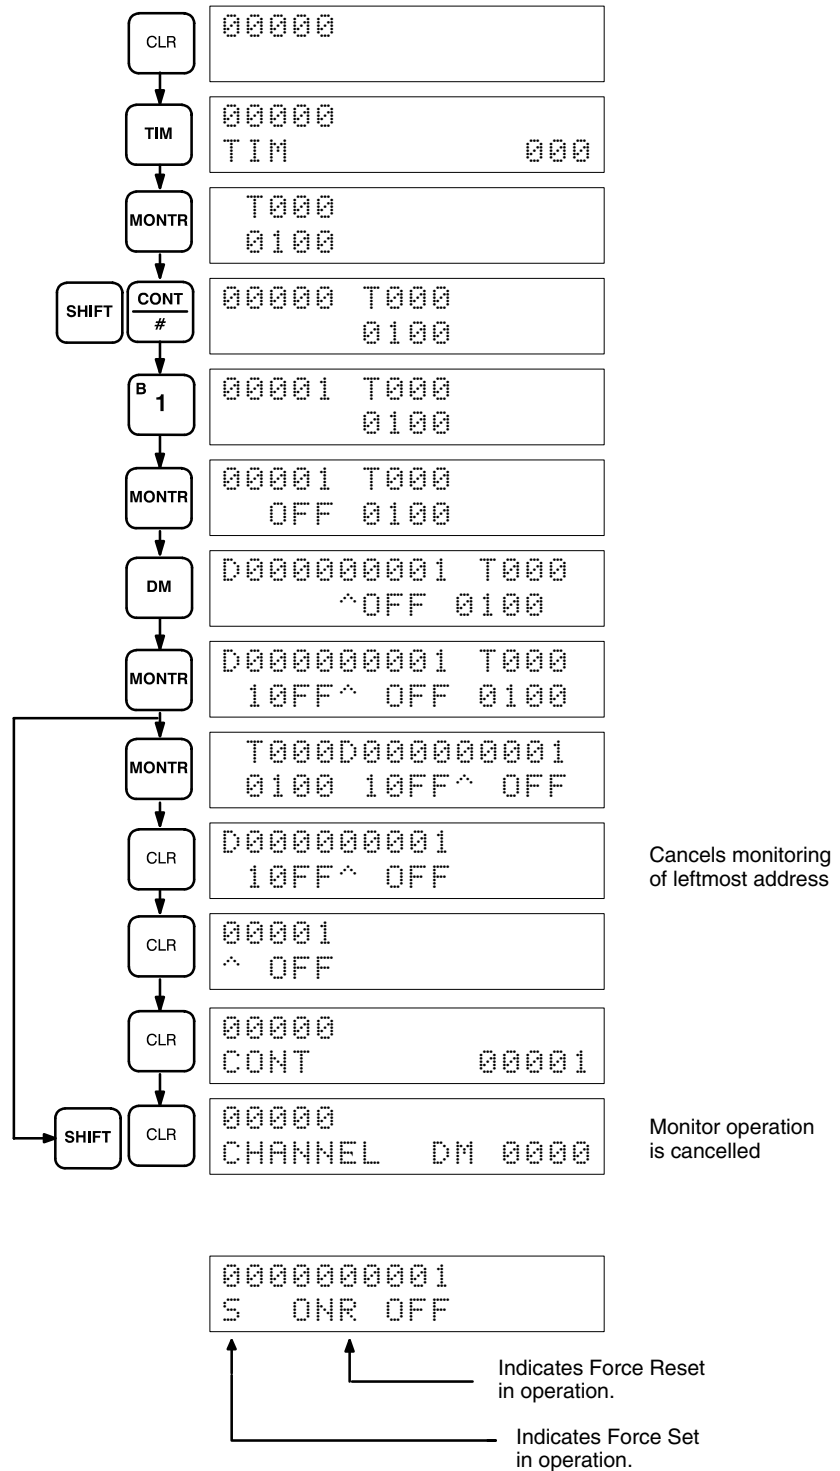 CLR
00000
TIM
00000
TIM 000
MONTR
T000
0100
SHIFT
CONT
#
00000 T000
0100
B
1
00001 T000
0100
MONTR
00001 T000
OFF 0100
DM
D000000001 T000
^OFF 0100
MONTR
D000000001 T000
10FF^ OFF 0100
MONTR
T000D000000001
0100 10FF^ OFF
CLR
D000000001
10FF^ OFF
Cancels monitoring
of leftmost address
CLR
00001
^ OFF
CLR
00000
CONT 00001
SHIFT
CLR
00000
CHANNEL DM 0000
Monitor operation
is cancelled
0000000001
S ONR OFF
Indicates Force Reset
in operation.
Indicates Force Set
in operation.